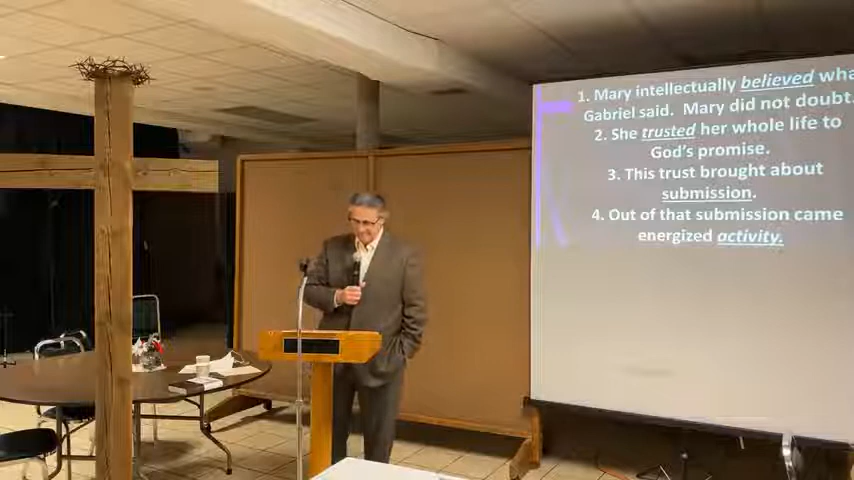 1. Mary intellectually believed wha
Gabriel said. Mary did not doubt.
2. She trusted her whole life to
God's promise.
3. This trust brought about
submission.
4. Out of that submission came
energized activity.